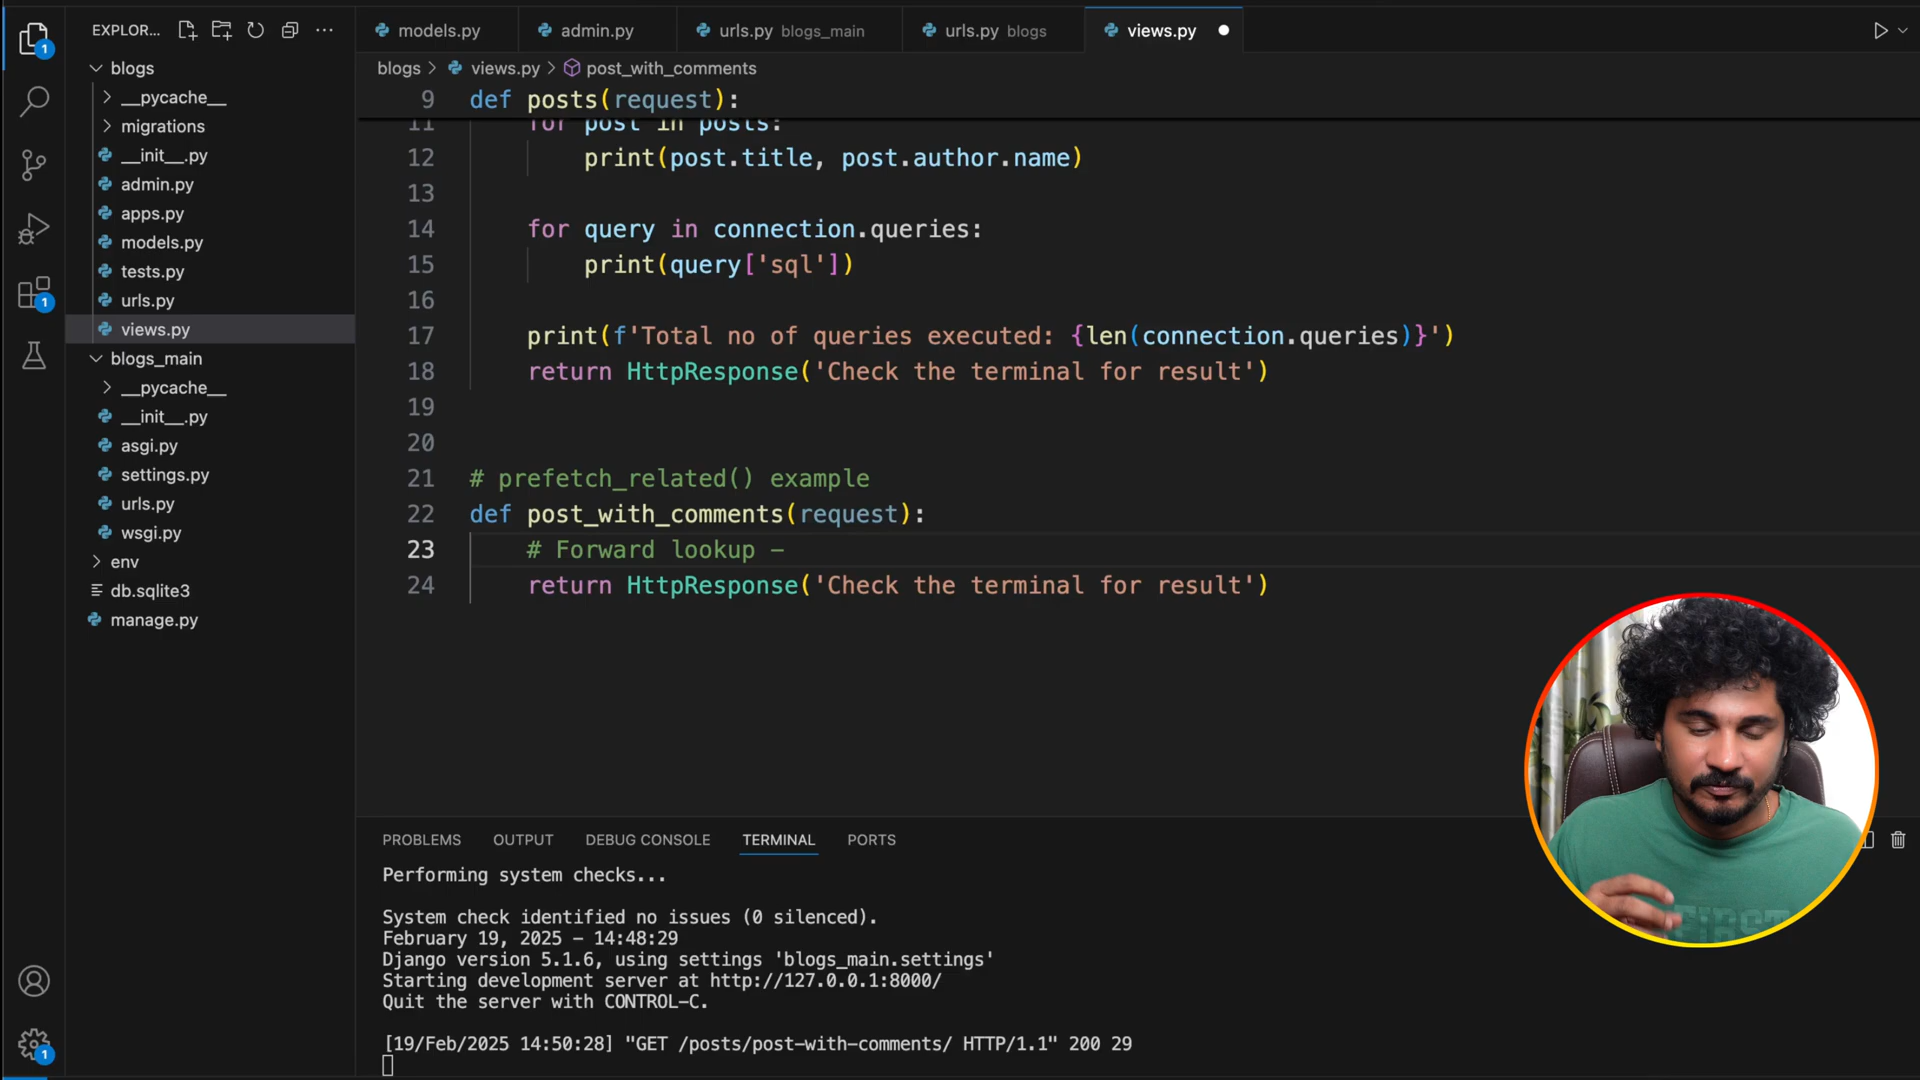 EXPLOR...
models.py
admin.py
urls.py blogs_main
urls.py blogs
views.py
blogs
__pycache__
migrations
__init__.py
admin.py
apps.py
models.py
tests.py
urls.py
views.py
blogs_main
__pycache__
__init__.py
asgi.py
settings.py
urls.py
wsgi.py
env
db.sqlite3
manage.py
1
1
1
blogs > views.py > post_with_comments
9 def posts(request):
11 for post in posts:
12 print(post.title, post.author.name)
13
14 for query in connection.queries:
15 print(query['sql'])
16
17 print(f'Total no of queries executed: {len(connection.queries)}')
18 return HttpResponse('Check the terminal for result')
19
20
21 # prefetch_related() example
22 def post_with_comments(request):
23 # Forward lookup -
24 return HttpResponse('Check the terminal for result')
PROBLEMS OUTPUT DEBUG CONSOLE TERMINAL PORTS
Performing system checks...
System check identified no issues (0 silenced).
February 19, 2025 - 14:48:29
Django version 5.1.6, using settings 'blogs_main.settings'
Starting development server at http://127.0.0.1:8000/
Quit the server with CONTROL-C.
[19/Feb/2025 14:50:28] "GET /posts/post-with-comments/ HTTP/1.1" 200 29